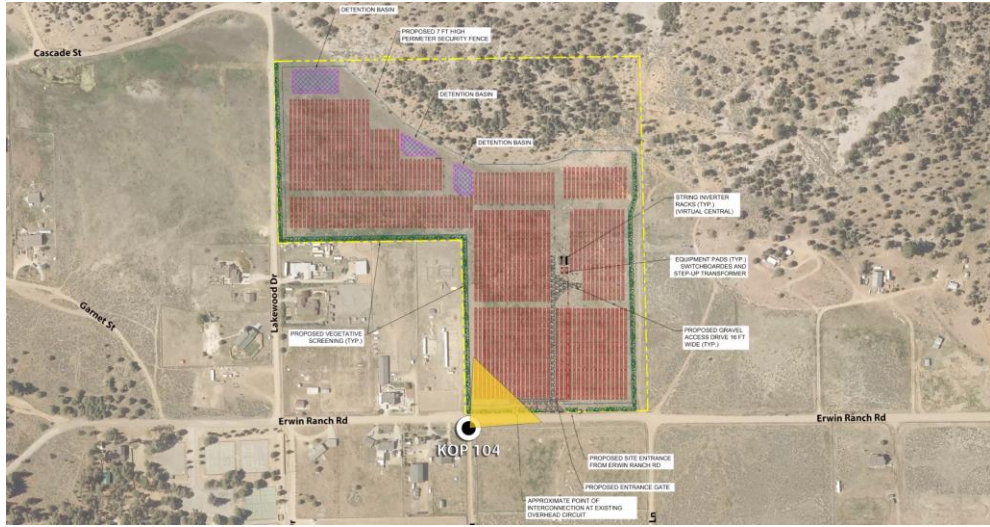 DETENTION BASIN
PROPOSED 7 FT HIGH
PERIMETER SECURITY FENCE
Cascade St
DETENTION BASIN
DETENTION BASIN
STRING INVERTER
RACKS (TYP.)
(VIRTUAL CENTRAL)
EQUIPMENT PADS (TYP.)
SWITCHBOARDES AND
STEP-UP TRANSFORMER
Lakewood Dr
Garnet St
PROPOSED VEGETATIVE
SCREENING (TYP.)
PROPOSED GRAVEL
ACCESS DRIVE 16 FT
WIDE (TYP.)
Erwin Ranch Rd
Erwin Ranch Rd
KOP 104
PROPOSED SITE ENTRANCE
FROM ERWIN RANCH RD
PROPOSED ENTRANCE GATE
APPROXIMATE POINT OF
INTERCONNECTION AT EXISTING
OVERHEAD CIRCUIT